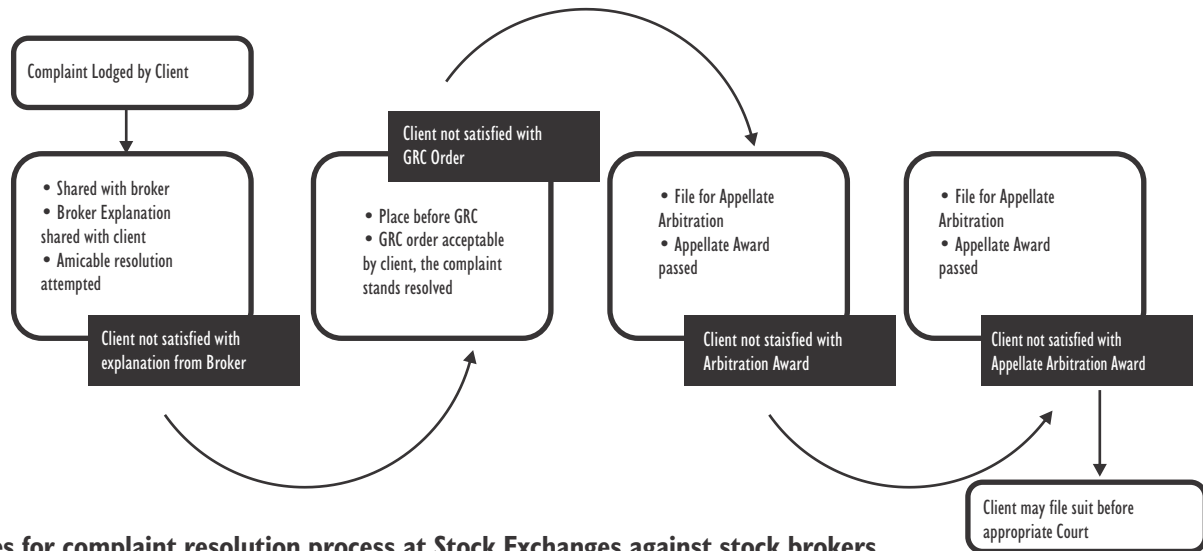 Complaint Lodged by Client
• Shared with broker
• Broker Explanation
shared with client
• Amicable resolution
attempted
Client not satisfied with
explanation from Broker
Client not satisfied with
GRC Order
• Place before GRC
• GRC order acceptable
by client, the complaint
stands resolved
• File for Appellate
Arbitration
• Appellate Award
passed
Client not staisfied with
Arbitration Award
• File for Appellate
Arbitration
• Appellate Award
passed
Client not satisfied with
Appellate Arbitration Award
Client may file suit before
appropriate Court
es for complaint resolution process at Stock Exchanges against stock brokers